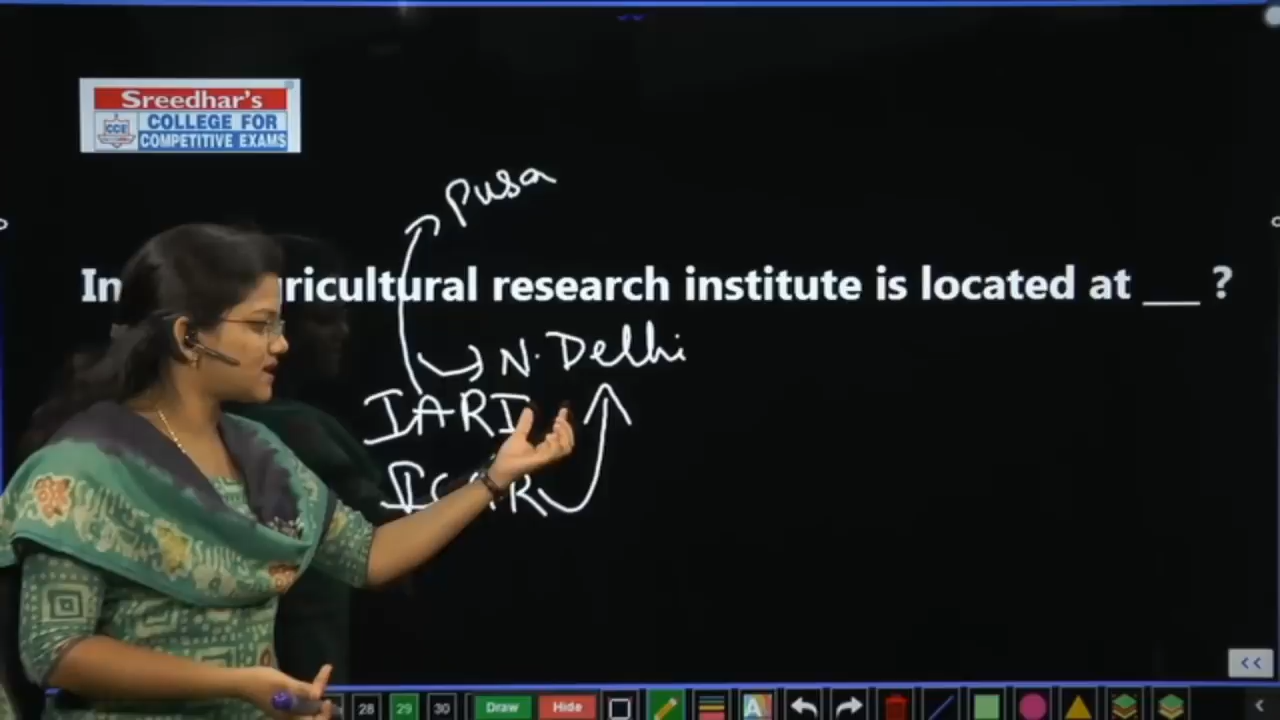 Sreedhar's
COLLEGE FOR
CCE
COMPETITIVE EXAMS
Pusa
In gricultural research institute is located at ___ ?
N. Delhi
IARI
28 29 30 Draw Hide A
<<
<